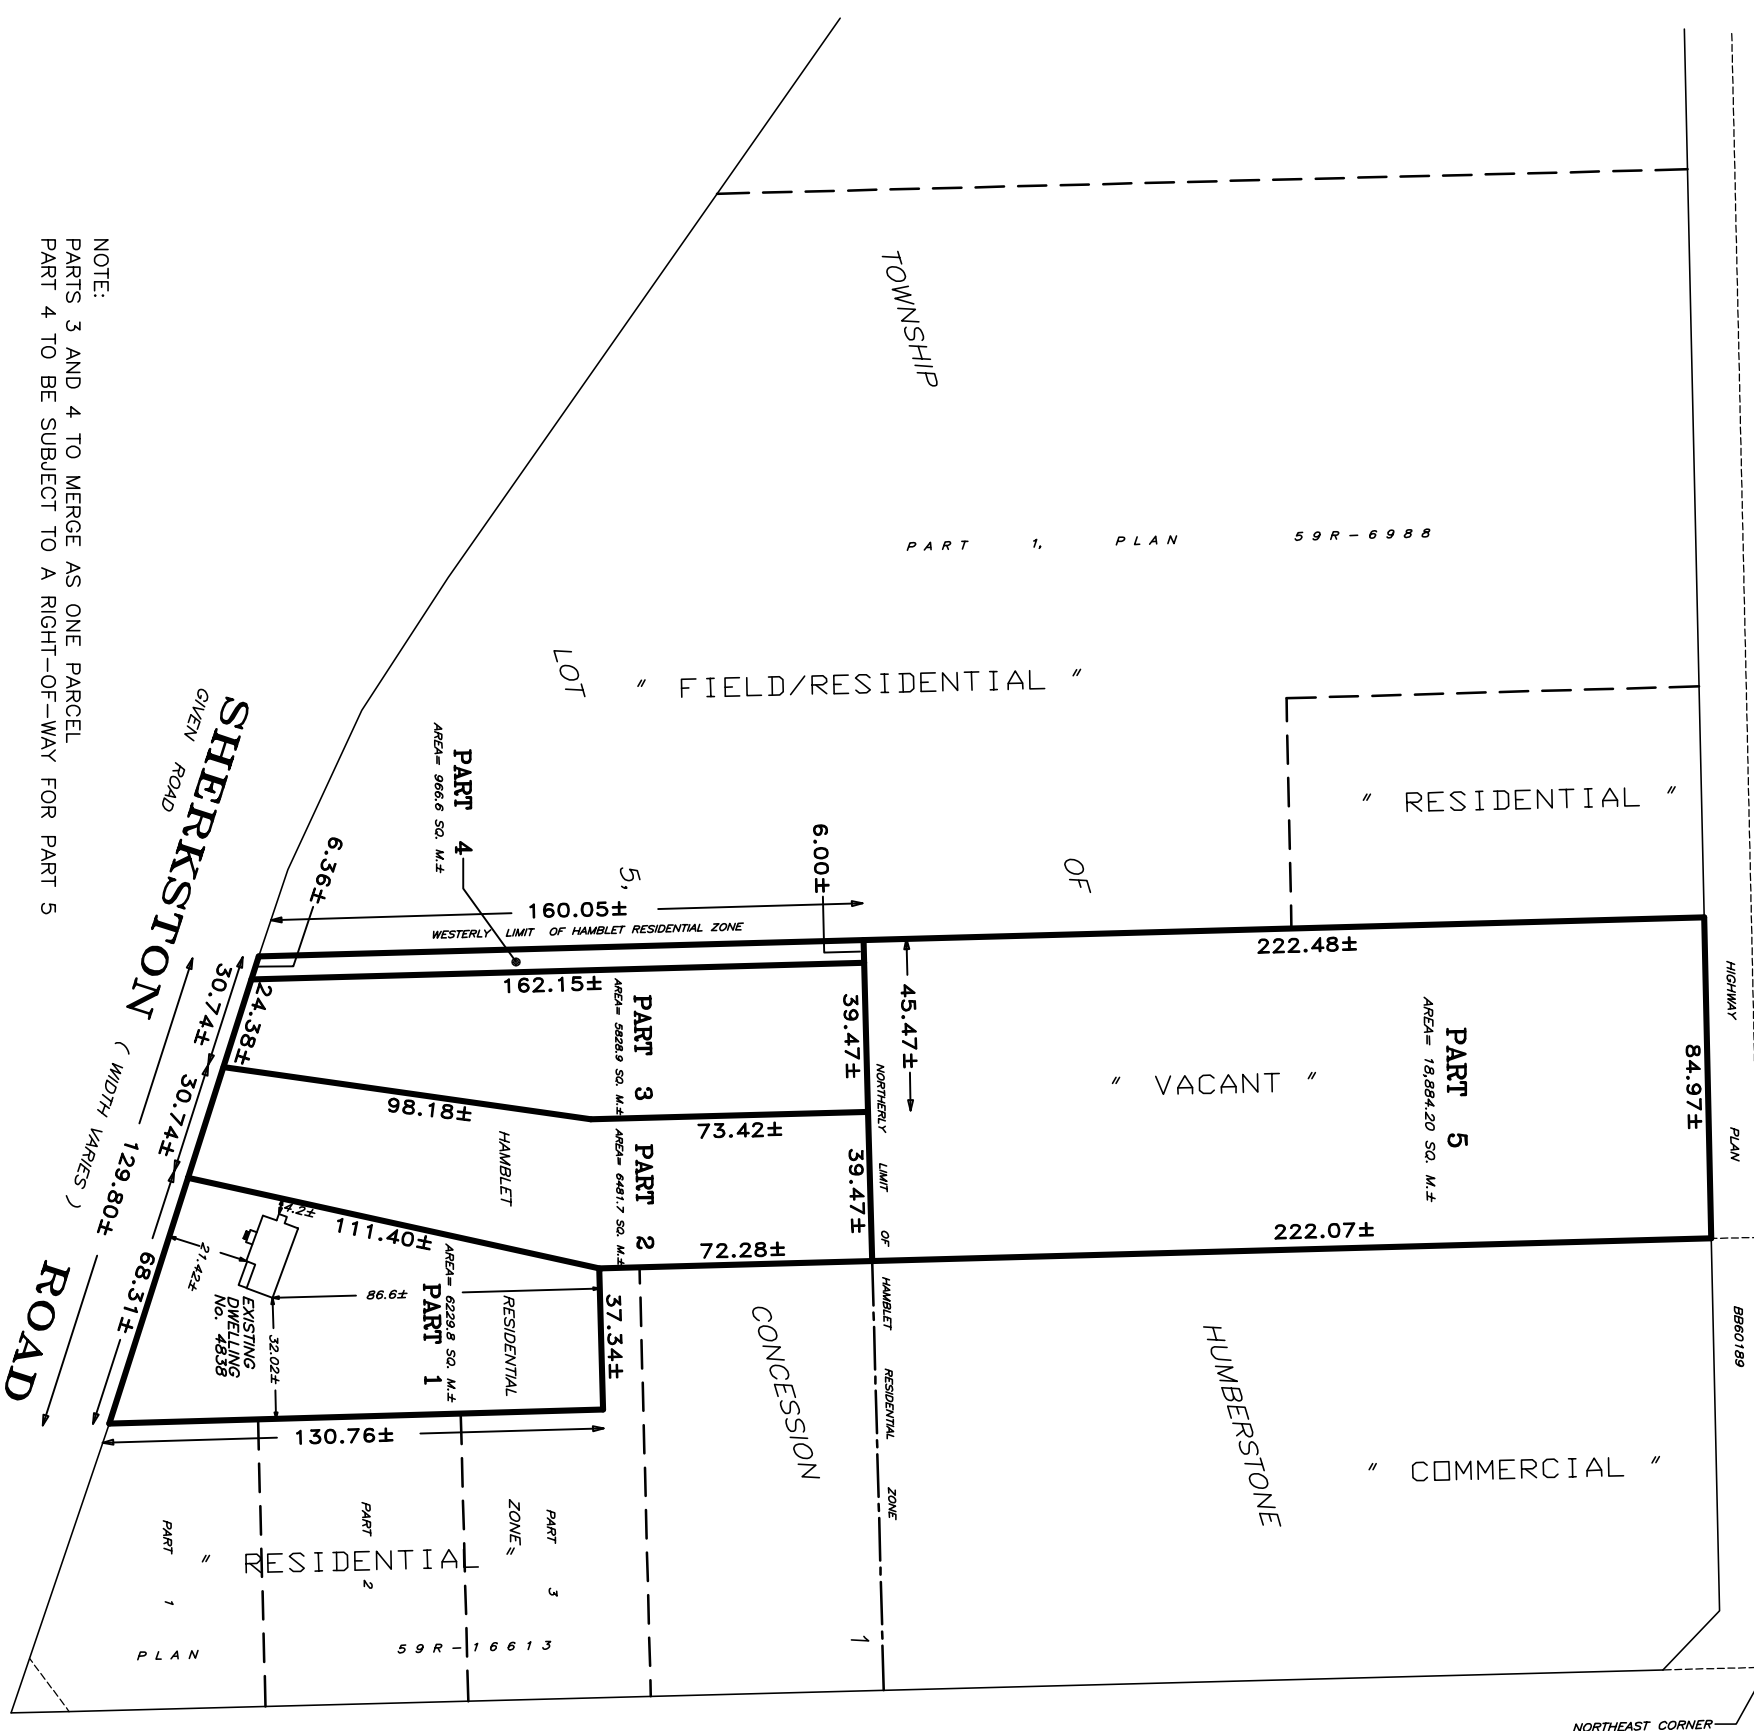 NOTE:
PARTS 3 AND 4 TO MERGE AS ONE PARCEL
PART 4 TO BE SUBJECT TO A RIGHT-OF-WAY FOR PART 5
TOWNSHIP
PART 1, PLAN 59R-6988
LOT
" FIELD/RESIDENTIAL "
" RESIDENTIAL "
PART 4
AREA= 966.6 SQ. M.±
5,
OF
6.36±
6.00±
160.05±
WESTERLY LIMIT OF HAMBLET RESIDENTIAL ZONE
162.15±
222.48±
SHERKSTON ROAD
GIVEN ROAD
( WIDTH VARIES )
30.74±
24.38±
30.74±
129.80±
68.31±
PART 3
AREA= 5828.9 SQ. M.±
39.47±
45.47±
NORTHERLY LIMIT OF HAMBLET RESIDENTIAL ZONE
" VACANT "
PART 5
AREA= 18,884.20 SQ. M.±
84.97±
HIGHWAY PLAN BB60189
98.18±
73.42±
HAMBLET RESIDENTIAL ZONE
PART 2
AREA= 6481.7 SQ. M.±
39.47±
72.28±
222.07±
4.2±
111.40±
21.42±
86.6±
AREA= 6229.8 SQ. M.±
PART 1
37.34±
EXISTING
DWELLING
No. 4838
32.02±
130.76±
CONCESSION 1
HUMBERSTONE
" COMMERCIAL "
PART 1
PART 2
PART 3
" RESIDENTIAL "
PLAN 59R-16613
NORTHEAST CORNER